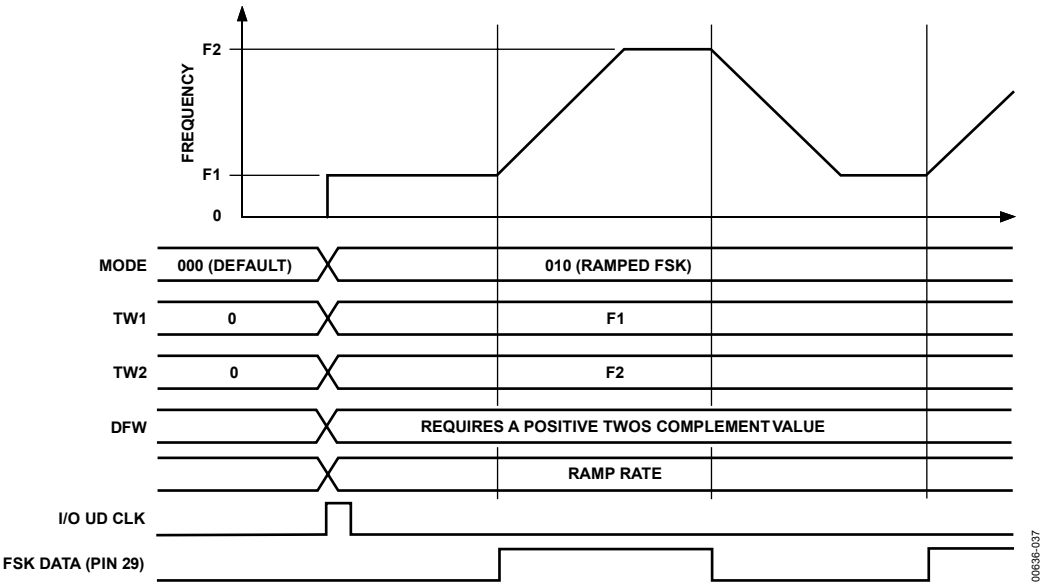 F2
FREQUENCY
F1
0
MODE 000 (DEFAULT) 010 (RAMPED FSK)
TW1 0 F1
TW2 0 F2
DFW REQUIRES A POSITIVE TWOS COMPLEMENT VALUE
RAMP RATE
I/O UD CLK
FSK DATA (PIN 29)
00636-037